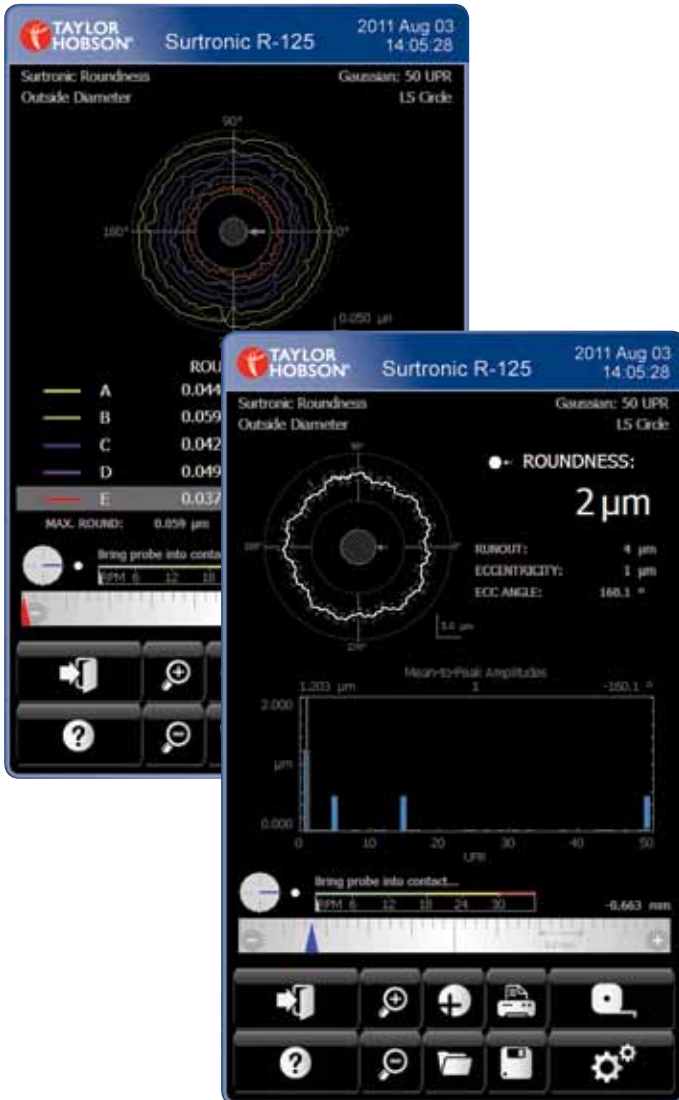 TAYLOR HOBSON® Surtronic R-125 2011 Aug 03 14:05:28
Surtronic Roundness Gaussian: 50 UPR
Outside Diameter LS Circle
90°
180° 0°
0.050 µm
ROU
A 0.044
B 0.059
C 0.042
D 0.049
E 0.037
MAX. ROUND: 0.059 µm
Bring probe into conta
RPM 6 12 18
TAYLOR HOBSON® Surtronic R-125 2011 Aug 03 14:05:28
Surtronic Roundness Gaussian: 50 UPR
Outside Diameter LS Circle
90°
ROUNDNESS:
2 µm
180° 0°
RUNOUT: 4 µm
ECCENTRICITY: 1 µm
ECC ANGLE: 160.1 °
270°
Mean-to-Peak Amplitudes
1.203 µm 1 -160.1 °
2.000
µm
0.000
0 10 20 30 40 50
UPR
Bring probe into contact...
RPM 6 12 18 24 30 -0.663 mm